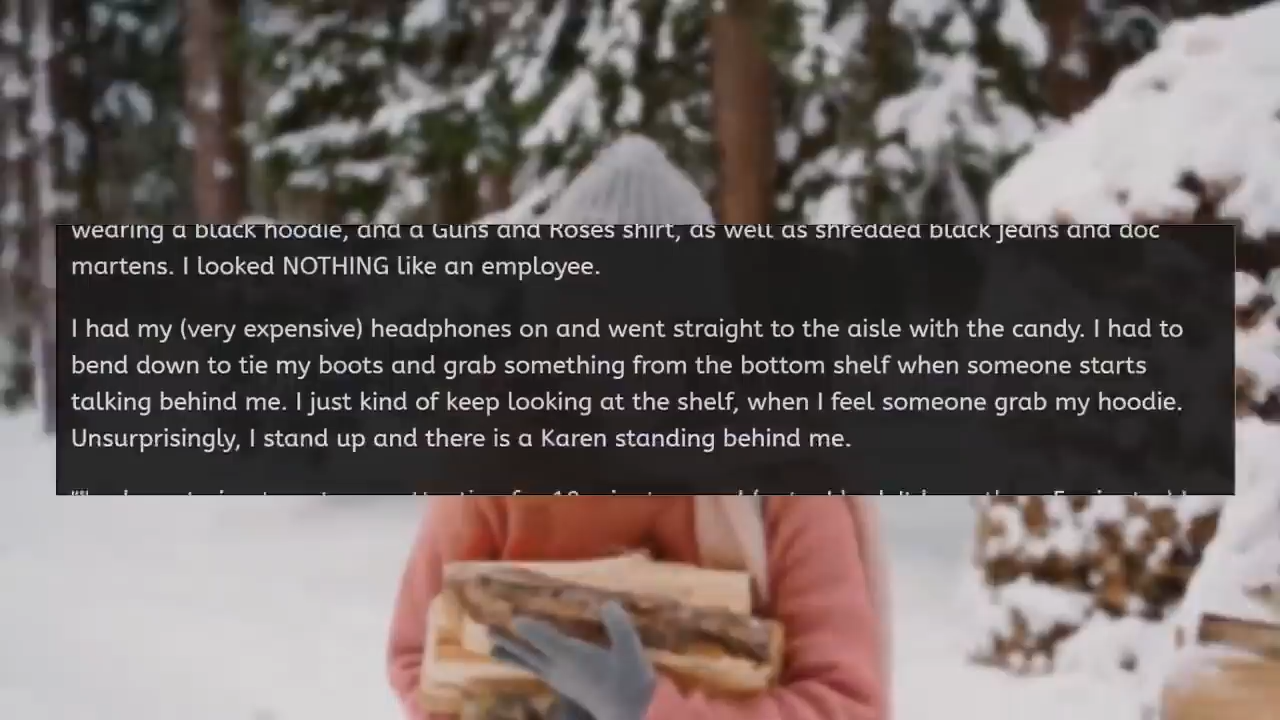 wearing a black hoodie, and a Guns and Roses shirt, as well as shredded black jeans and doc
martens. I looked NOTHING like an employee.
I had my (very expensive) headphones on and went straight to the aisle with the candy. I had to
bend down to tie my boots and grab something from the bottom shelf when someone starts
talking behind me. I just kind of keep looking at the shelf, when I feel someone grab my hoodie.
Unsurprisingly, I stand up and there is a Karen standing behind me.